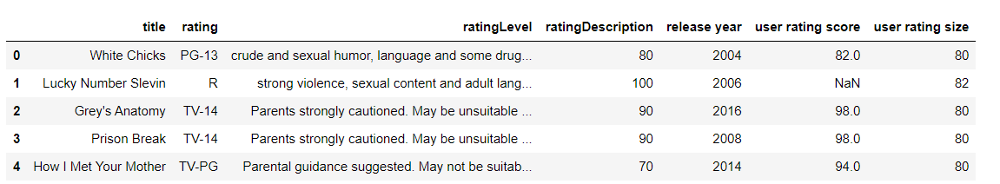 title rating ratingLevel ratingDescription release year user rating score user rating size
0 White Chicks PG-13 crude and sexual humor, language and some drug... 80 2004 82.0 80
1 Lucky Number Slevin R strong violence, sexual content and adult lang... 100 2006 NaN 82
2 Grey's Anatomy TV-14 Parents strongly cautioned. May be unsuitable ... 90 2016 98.0 80
3 Prison Break TV-14 Parents strongly cautioned. May be unsuitable ... 90 2008 98.0 80
4 How I Met Your Mother TV-PG Parental guidance suggested. May not be suitab... 70 2014 94.0 80